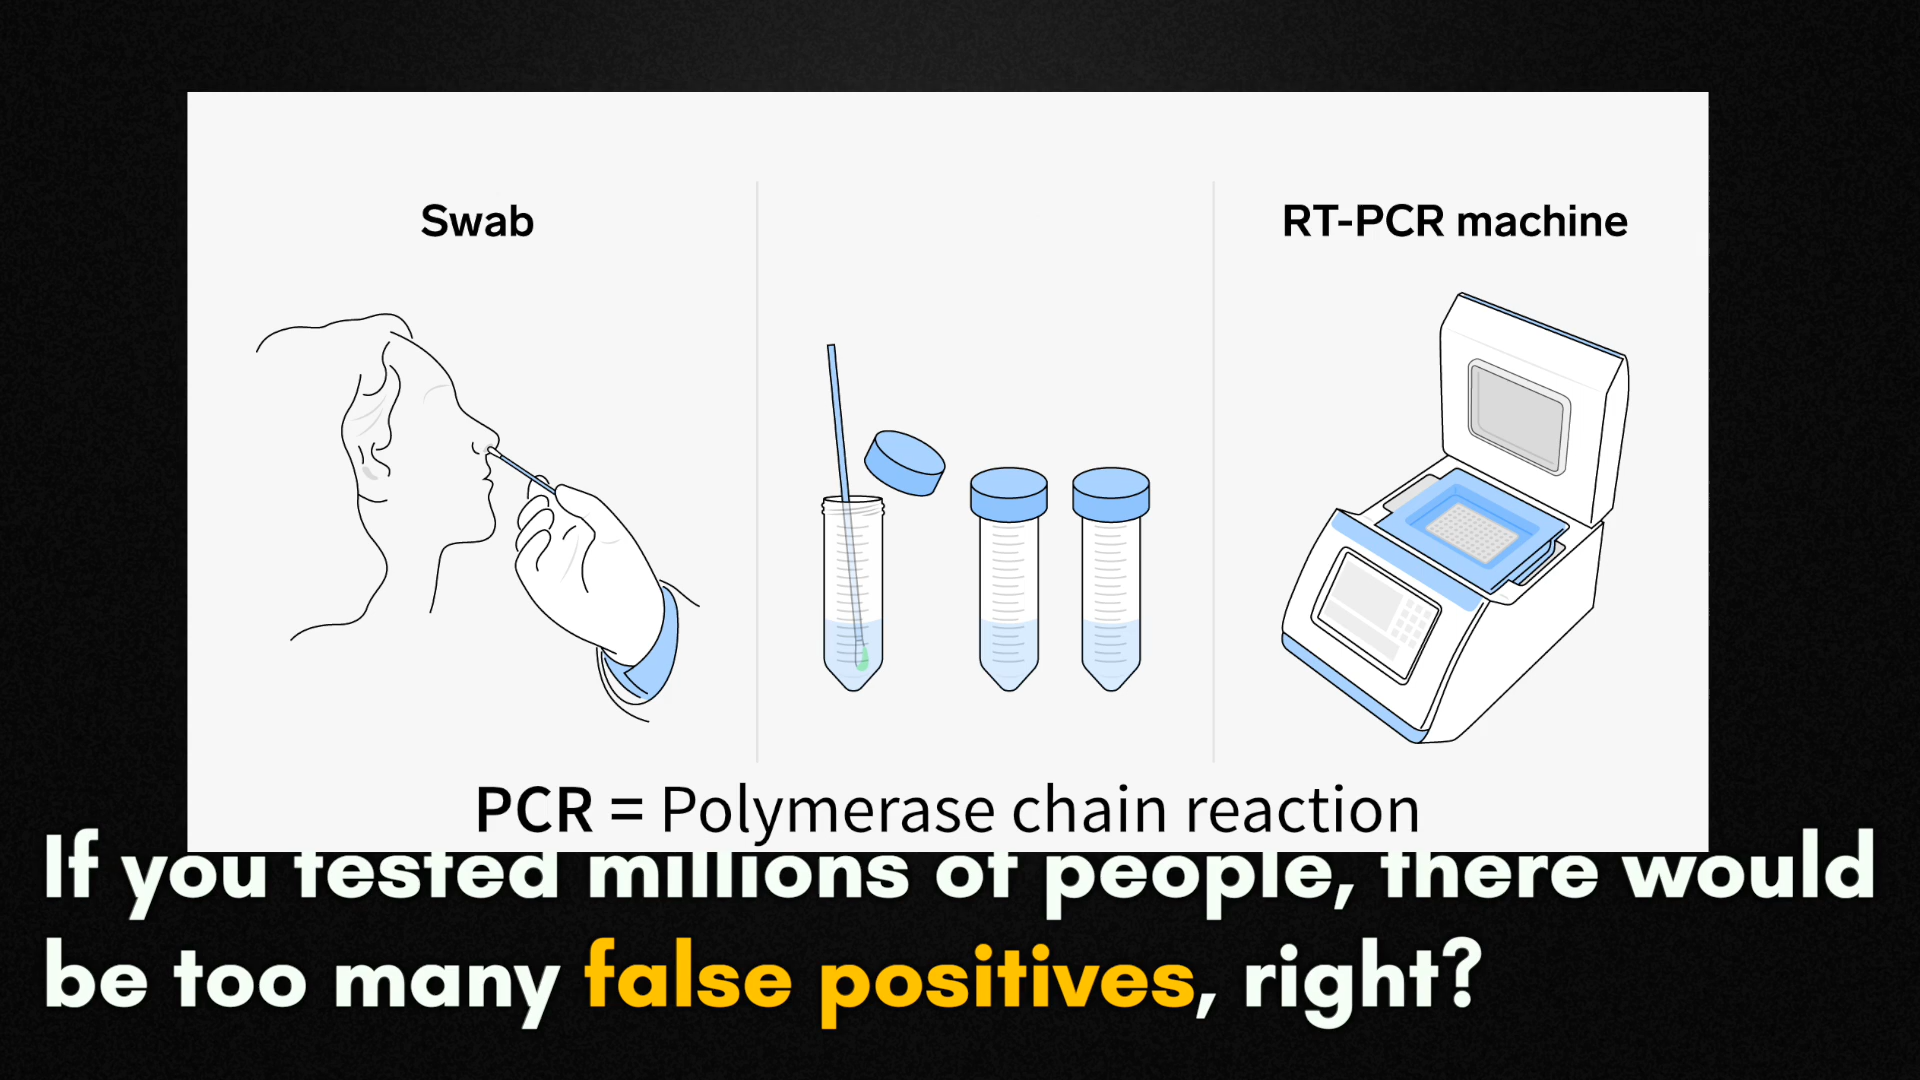 Swab
RT-PCR machine
PCR = Polymerase chain reaction
If you tested millions of people, there would
be too many false positives, right?